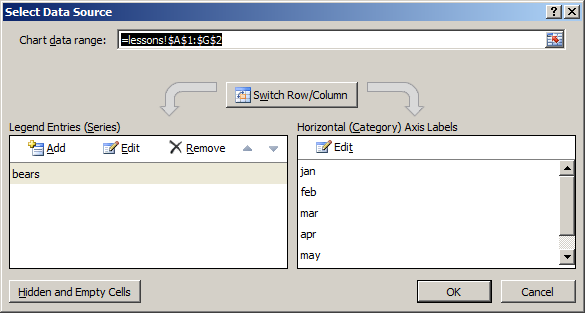 Select Data Source
Chart data range: =lessons!$A$1:$G$2
Switch Row/Column
Legend Entries (Series)
Add Edit Remove
bears
Horizontal (Category) Axis Labels
Edit
jan
feb
mar
apr
may
Hidden and Empty Cells
OK
Cancel